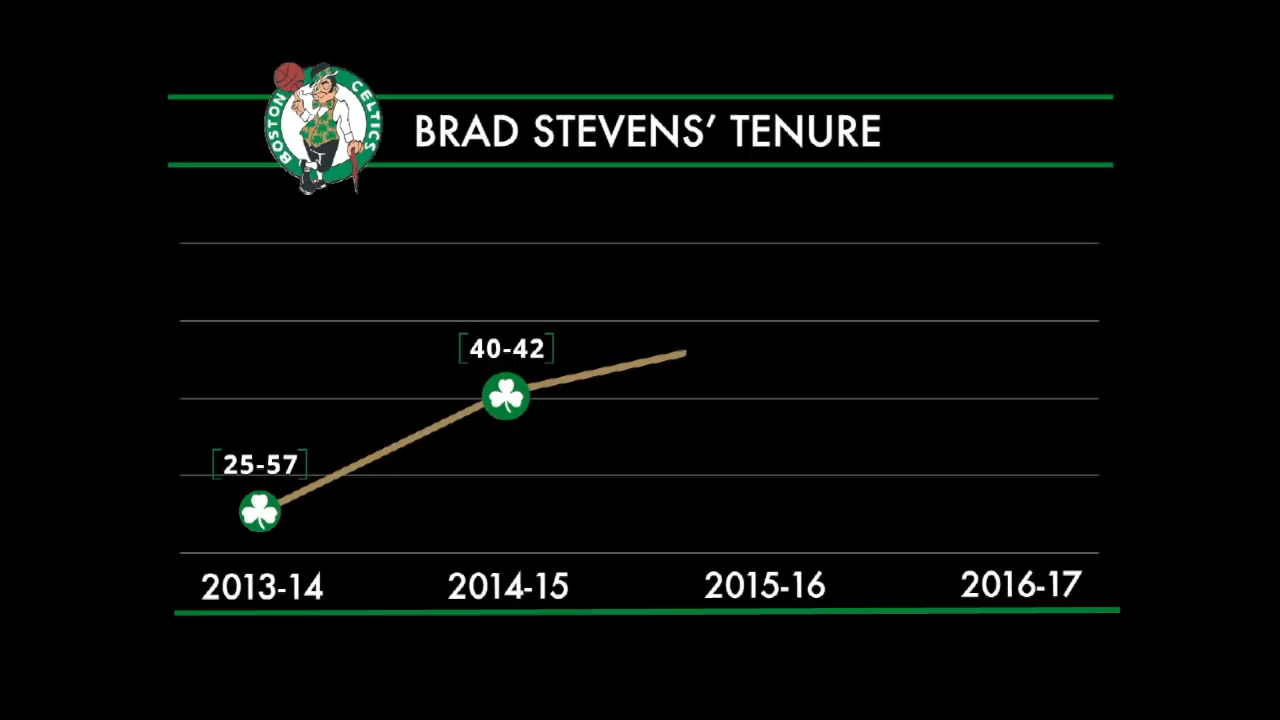 BOSTON CELTICS
BRAD STEVENS’ TENURE
[40-42]
[25-57]
2013-14 2014-15 2015-16 2016-17